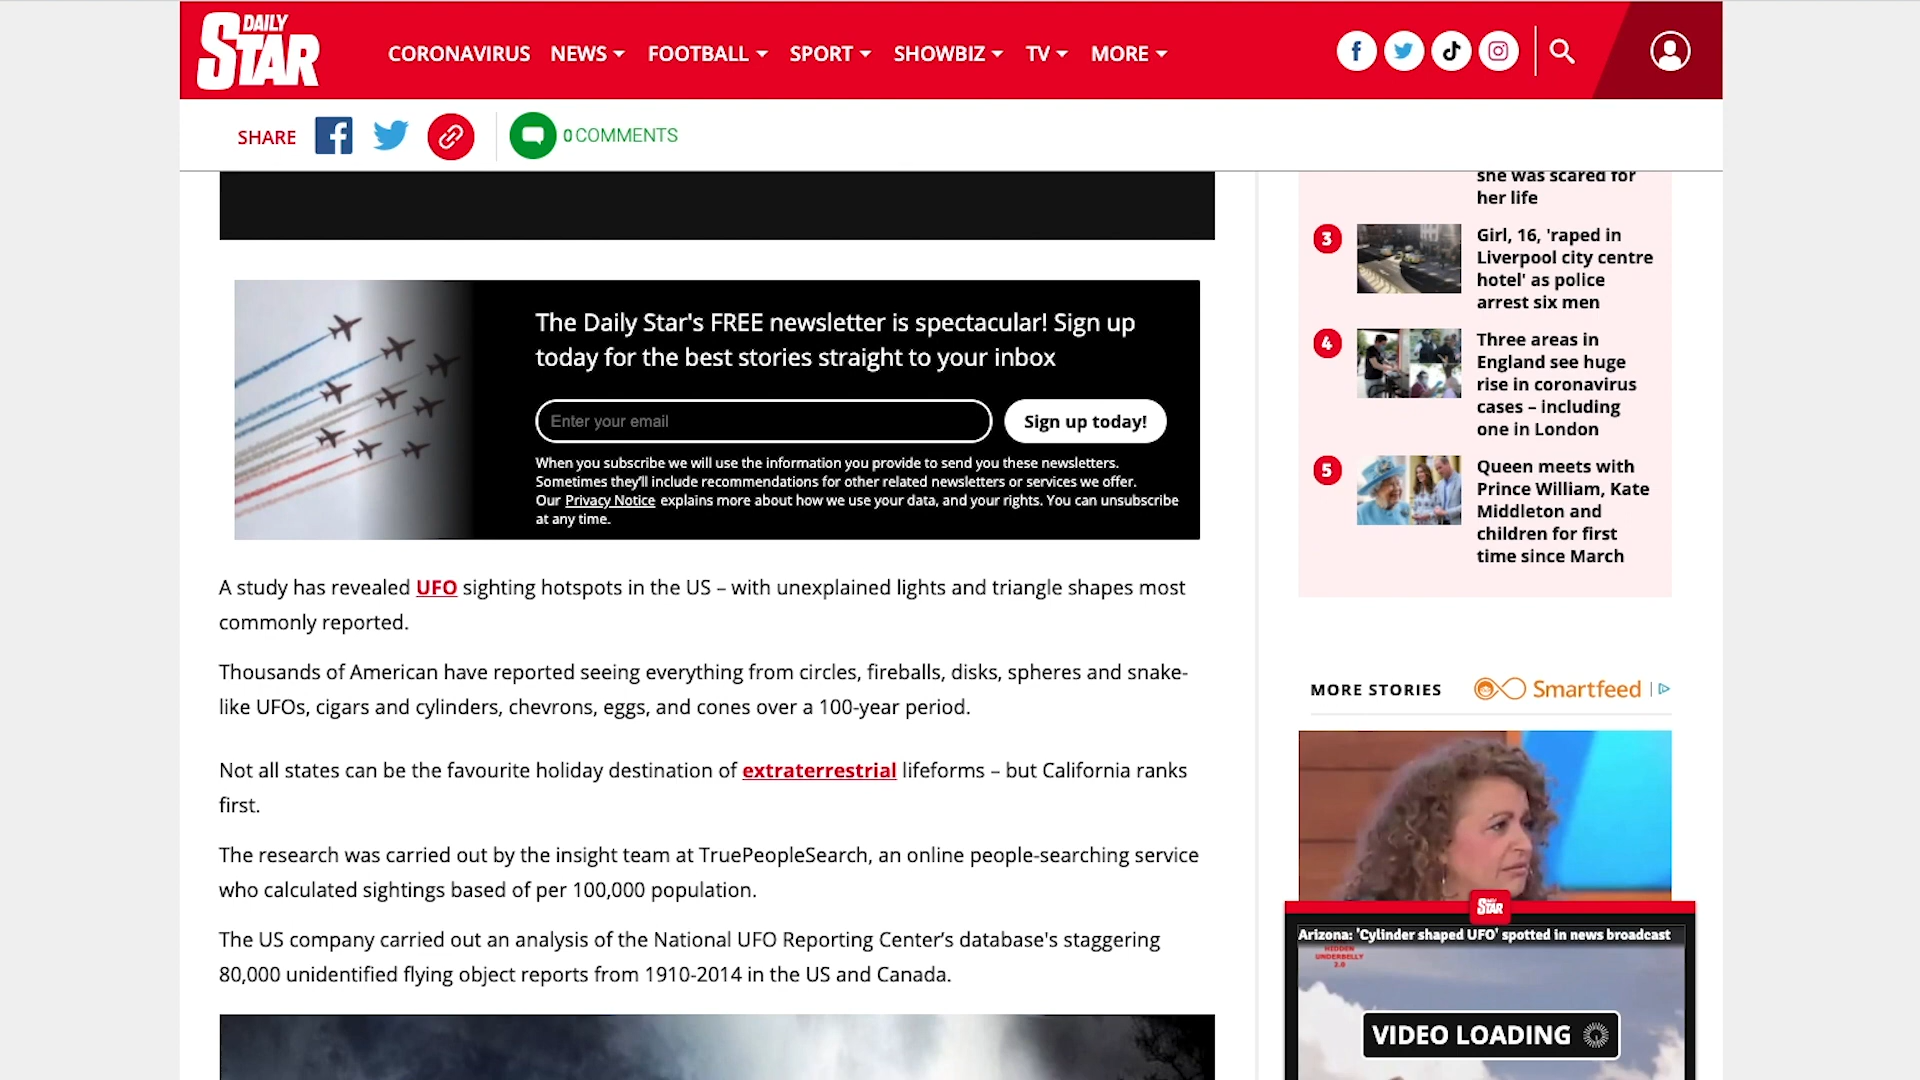 DAILY
STAR
CORONAVIRUS NEWS FOOTBALL SPORT SHOWBIZ TV MORE
SHARE 0 COMMENTS
The Daily Star's FREE newsletter is spectacular! Sign up
today for the best stories straight to your inbox
Enter your email
Sign up today!
When you subscribe we will use the information you provide to send you these newsletters.
Sometimes they'll include recommendations for other related newsletters or services we offer.
Our Privacy Notice explains more about how we use your data, and your rights. You can unsubscribe
at any time.
A study has revealed UFO sighting hotspots in the US – with unexplained lights and triangle shapes most
commonly reported.
Thousands of American have reported seeing everything from circles, fireballs, disks, spheres and snake-
like UFOs, cigars and cylinders, chevrons, eggs, and cones over a 100-year period.
Not all states can be the favourite holiday destination of extraterrestrial lifeforms – but California ranks
first.
The research was carried out by the insight team at TruePeopleSearch, an online people-searching service
who calculated sightings based of per 100,000 population.
The US company carried out an analysis of the National UFO Reporting Center’s database's staggering
80,000 unidentified flying object reports from 1910-2014 in the US and Canada.
she was scared for
her life
3
Girl, 16, 'raped in
Liverpool city centre
hotel' as police
arrest six men
4
Three areas in
England see huge
rise in coronavirus
cases – including
one in London
5
Queen meets with
Prince William, Kate
Middleton and
children for first
time since March
MORE STORIES Smartfeed
STAR
Arizona: 'Cylinder shaped UFO' spotted in news broadcast
HIDDEN
UNDERBELLY
2.0
VIDEO LOADING